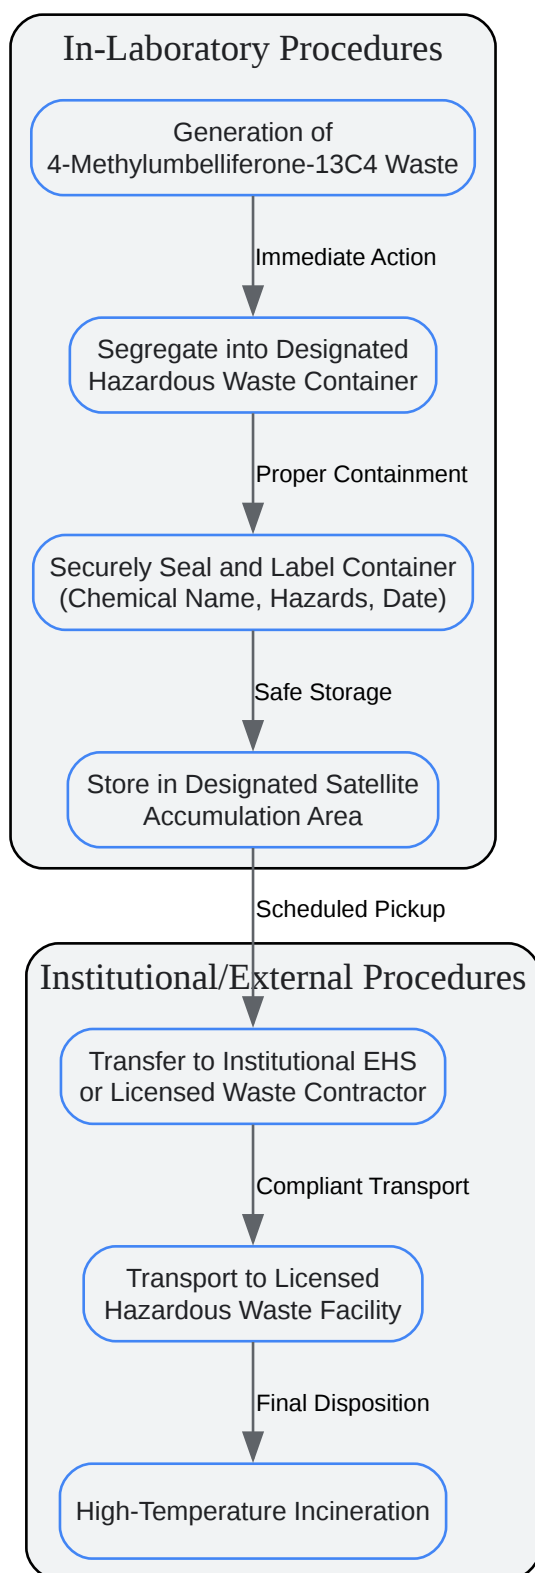 In-Laboratory Procedures
Generation of
4-Methylumbelliferone-13C4 Waste
Immediate Action
Segregate into Designated
Hazardous Waste Container
Proper Containment
Securely Seal and Label Container
(Chemical Name, Hazards, Date)
Safe Storage
Store in Designated Satellite
Accumulation Area
Scheduled Pickup
Institutional/External Procedures
Transfer to Institutional EHS
or Licensed Waste Contractor
Compliant Transport
Transport to Licensed
Hazardous Waste Facility
Final Disposition
High-Temperature Incineration